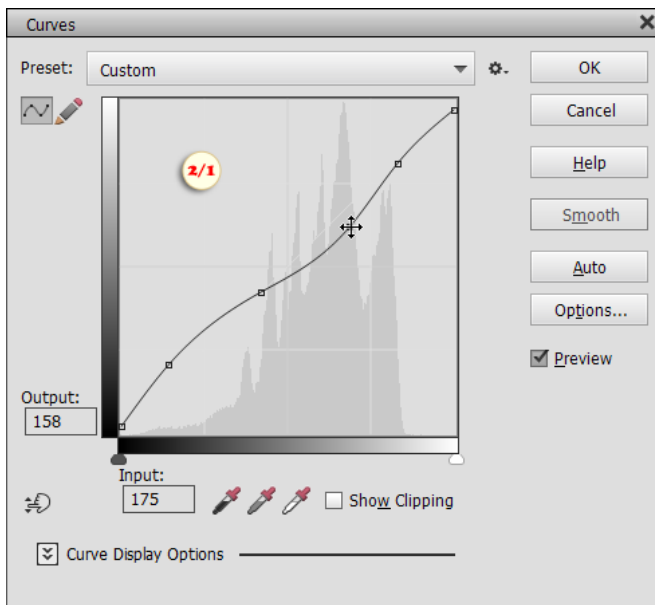 Curves
Preset: Custom
OK
Cancel
Help
Smooth
Auto
Options...
Preview
2/1
Output:
158
Input:
175
Show Clipping
Curve Display Options